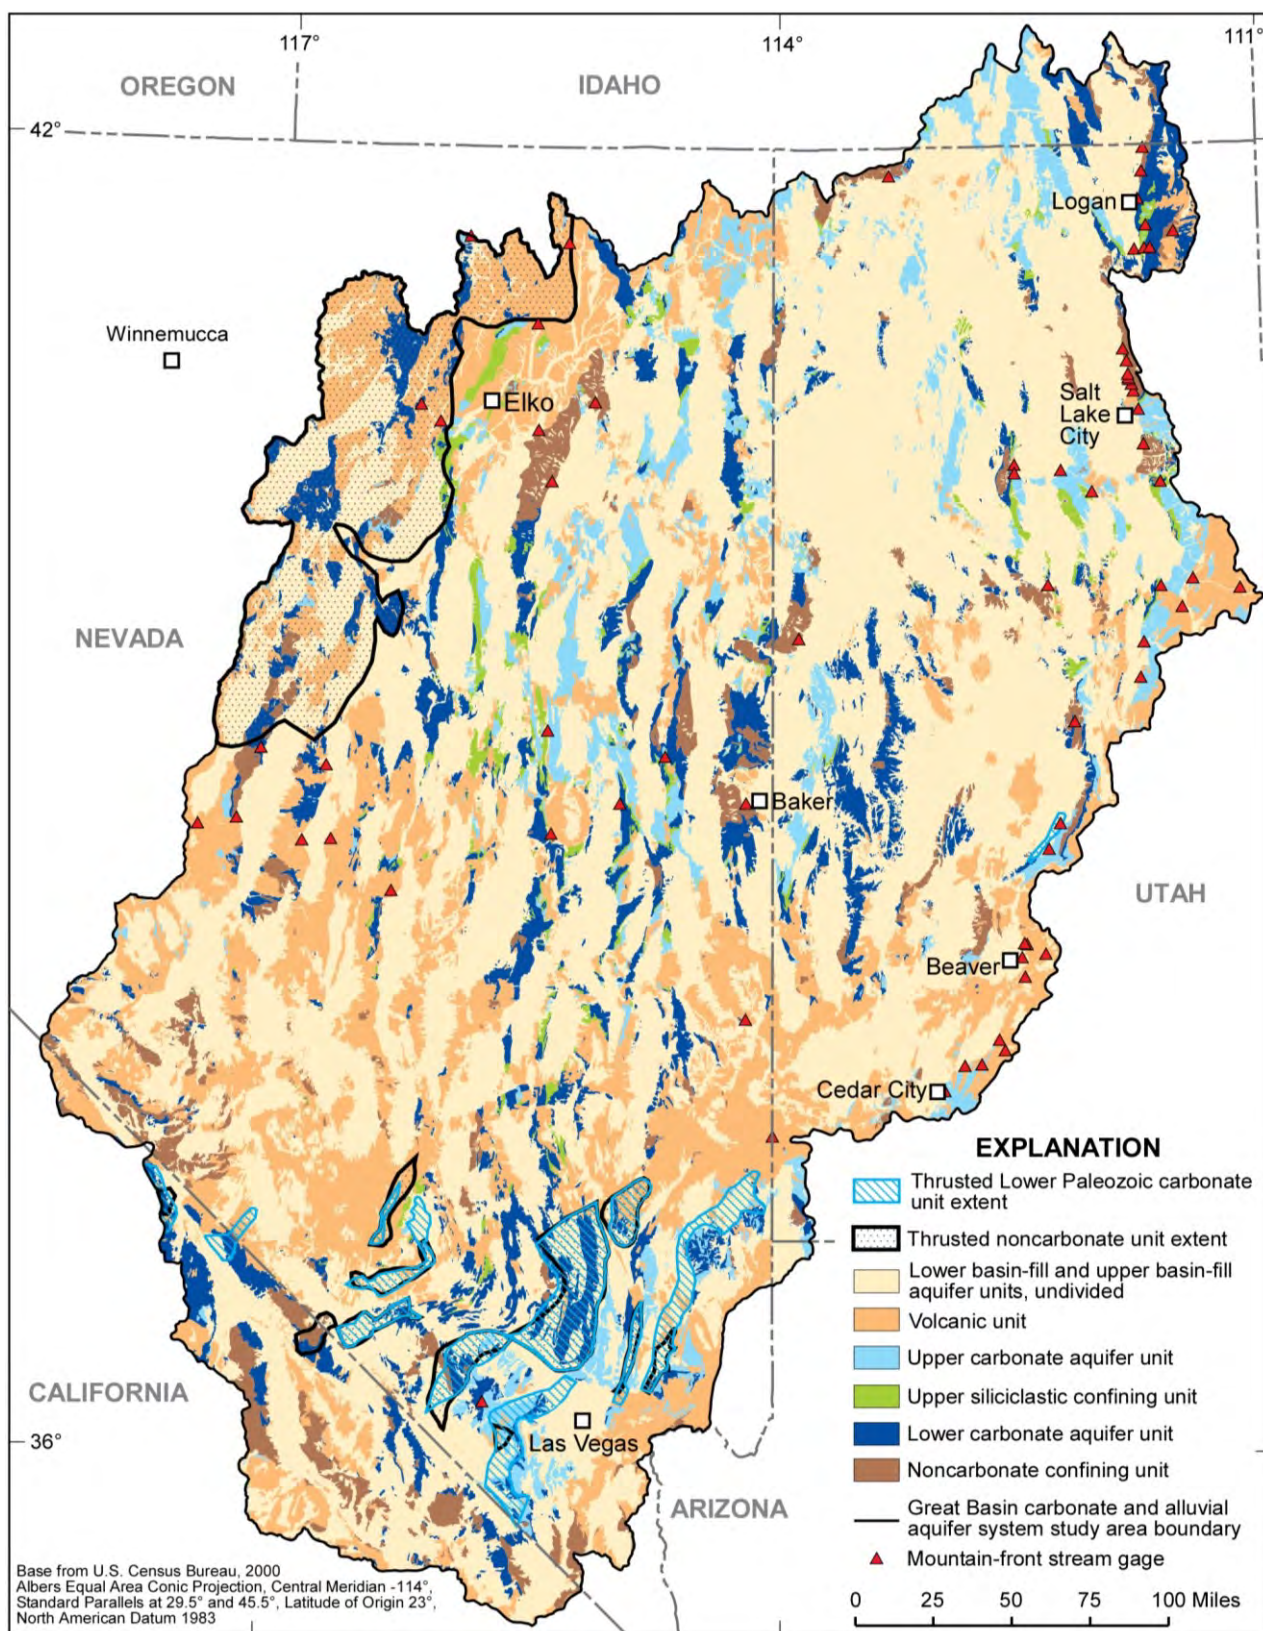 117°
114°
111°
OREGON
IDAHO
42°
Logan
Winnemucca
Elko
Salt
Lake
City
NEVADA
Baker
UTAH
Beaver
Cedar City
CALIFORNIA
36°
Las Vegas
ARIZONA
EXPLANATION
Thrusted Lower Paleozoic carbonate
unit extent
Thrusted noncarbonate unit extent
Lower basin-fill and upper basin-fill
aquifer units, undivided
Volcanic unit
Upper carbonate aquifer unit
Upper siliciclastic confining unit
Lower carbonate aquifer unit
Noncarbonate confining unit
Great Basin carbonate and alluvial
aquifer system study area boundary
Mountain-front stream gage
0 25 50 75 100 Miles
Base from U.S. Census Bureau, 2000
Albers Equal Area Conic Projection, Central Meridian -114°,
Standard Parallels at 29.5° and 45.5°, Latitude of Origin 23°,
North American Datum 1983